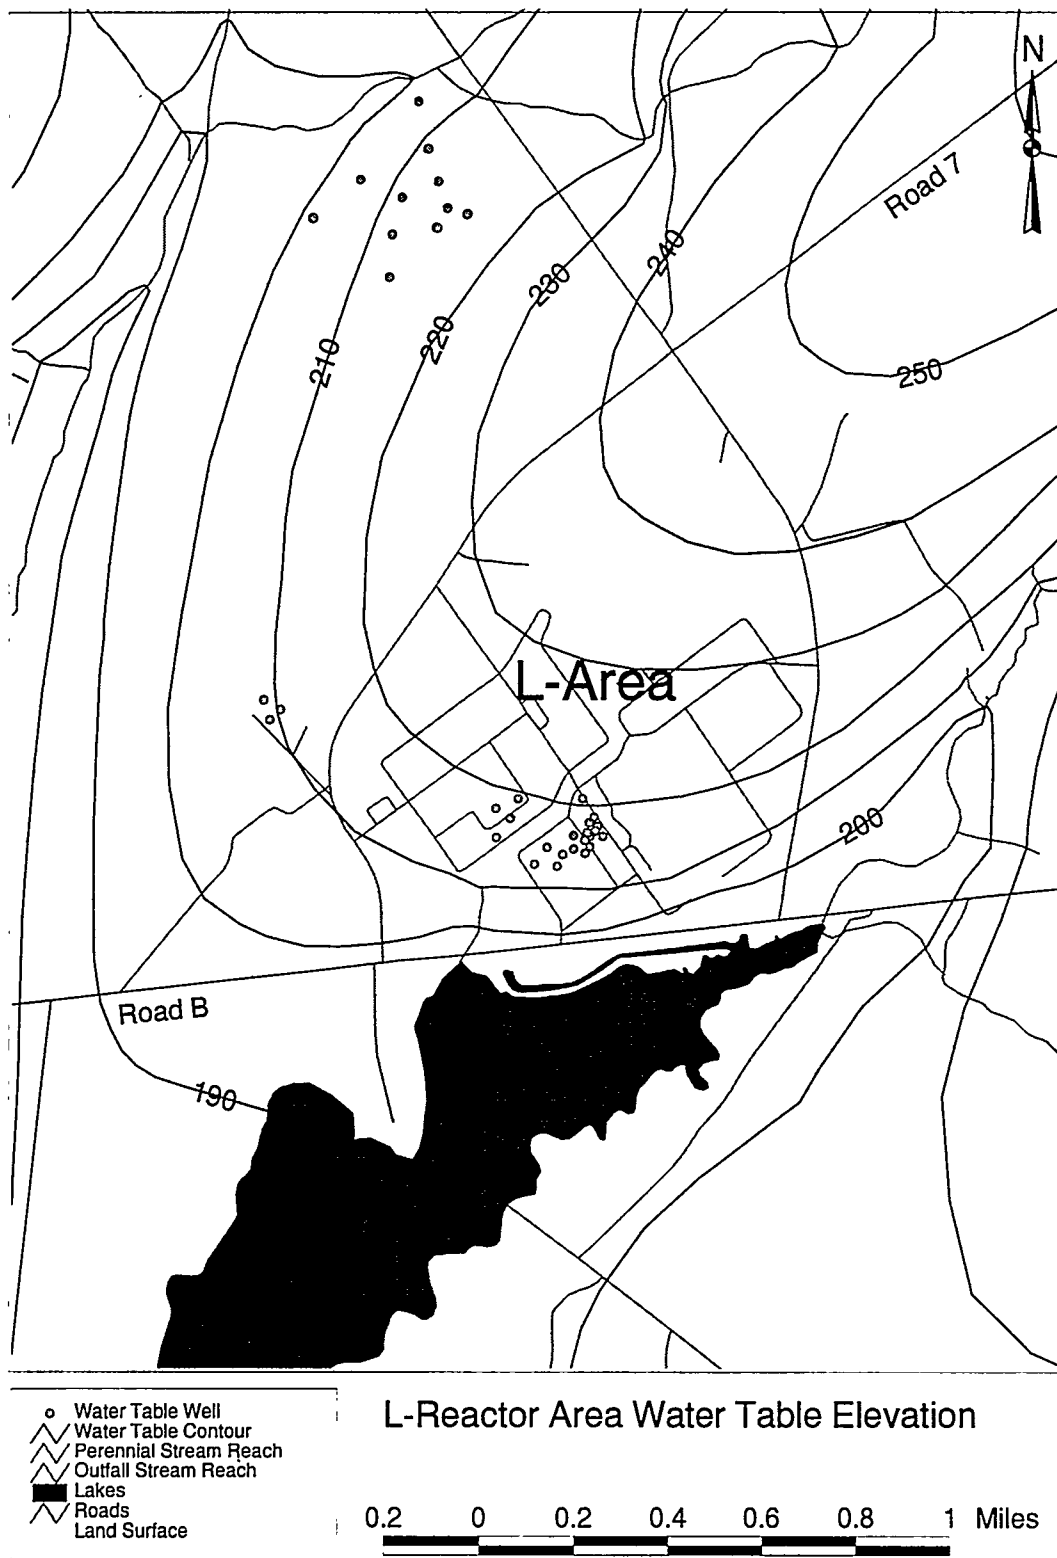 N
Road 7
240
230
220
210
250
L-Area
200
Road B
190
Water Table Well
Water Table Contour
Perennial Stream Reach
Outfall Stream Reach
Lakes
Roads
Land Surface
L-Reactor Area Water Table Elevation
0.2 0 0.2 0.4 0.6 0.8 1 Miles